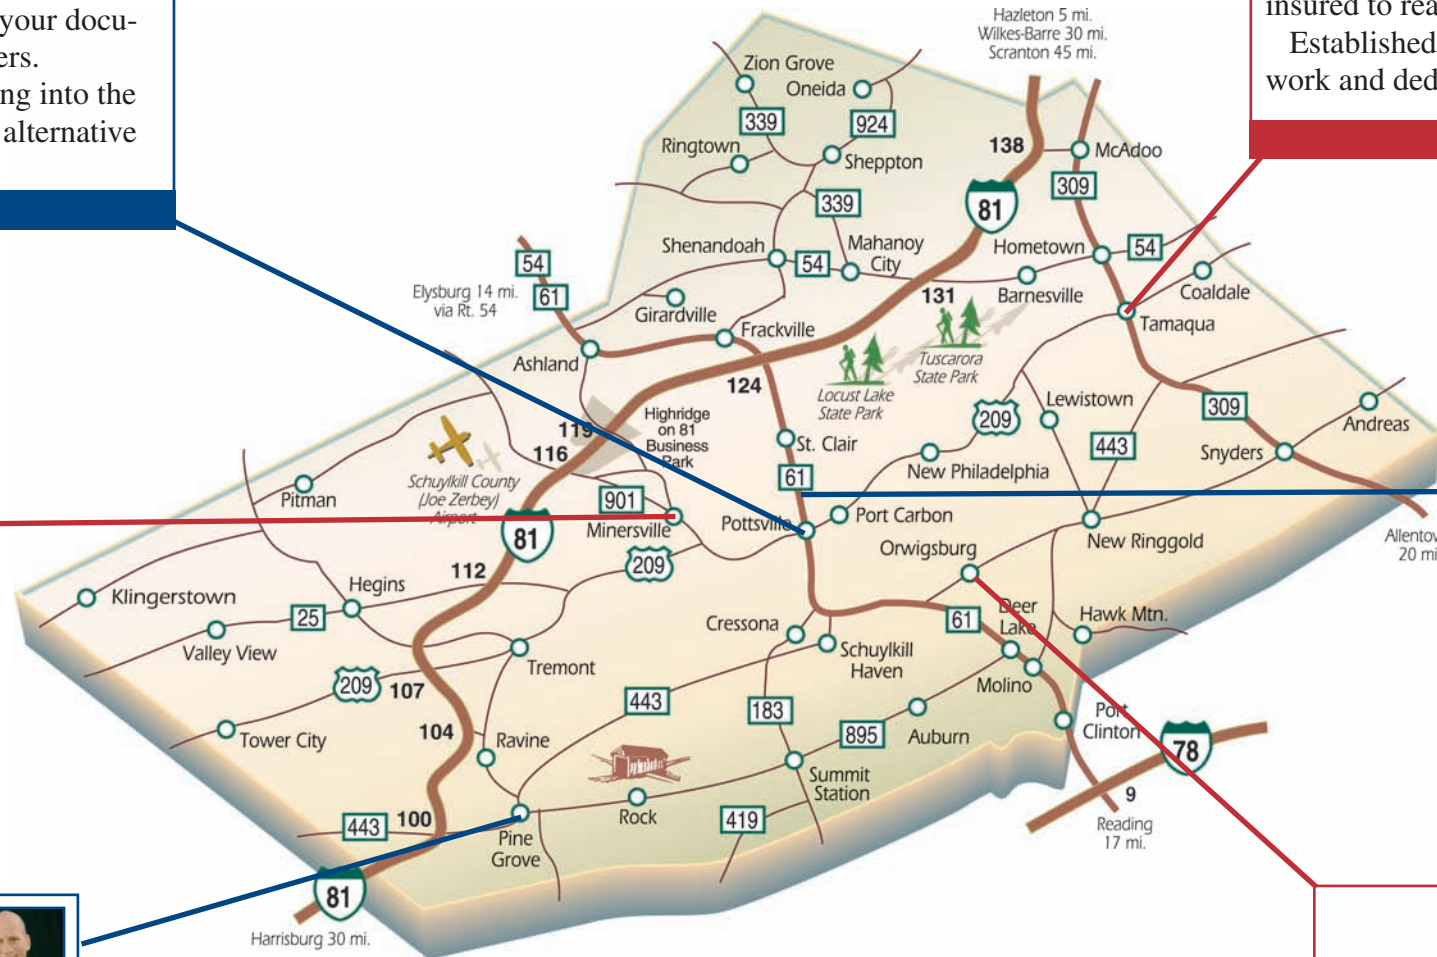 your docu-
ers.
ng into the
alternative
insured to rea
Established
work and ded
Hazleton 5 mi.
Wilkes-Barre 30 mi.
Scranton 45 mi.
Zion Grove
Oneida
339
924
Ringtown
Sheppton
138
McAdoo
309
339
81
Shenandoah
54
Mahanoy
City
Hometown
54
54
61
Elysburg 14 mi.
via Rt. 54
Girardville
131
Barnesville
Coaldale
Frackville
Tamaqua
Ashland
Tuscarora
State Park
124
Locust Lake
State Park
Lewistown
309
Andreas
Highridge
on 81
Business
Park
119
116
209
443
St. Clair
Snyders
New Philadelphia
Schuylkill County
(Joe Zerbey)
Airport
Pitman
61
901
Minersville
Pottsville
Port Carbon
81
New Ringgold
Allentow
20 mi
Orwigsburg
209
112
Hegins
Klingerstown
25
Valley View
Cressona
61
Deer
Lake
Hawk Mtn.
Schuylkill
Haven
Tremont
Molino
209
107
443
183
104
Port
Clinton
Tower City
Ravine
895
Auburn
78
Summit
Station
9
Rock
419
443
100
Reading
17 mi.
Pine
Grove
81
Harrisburg 30 mi.